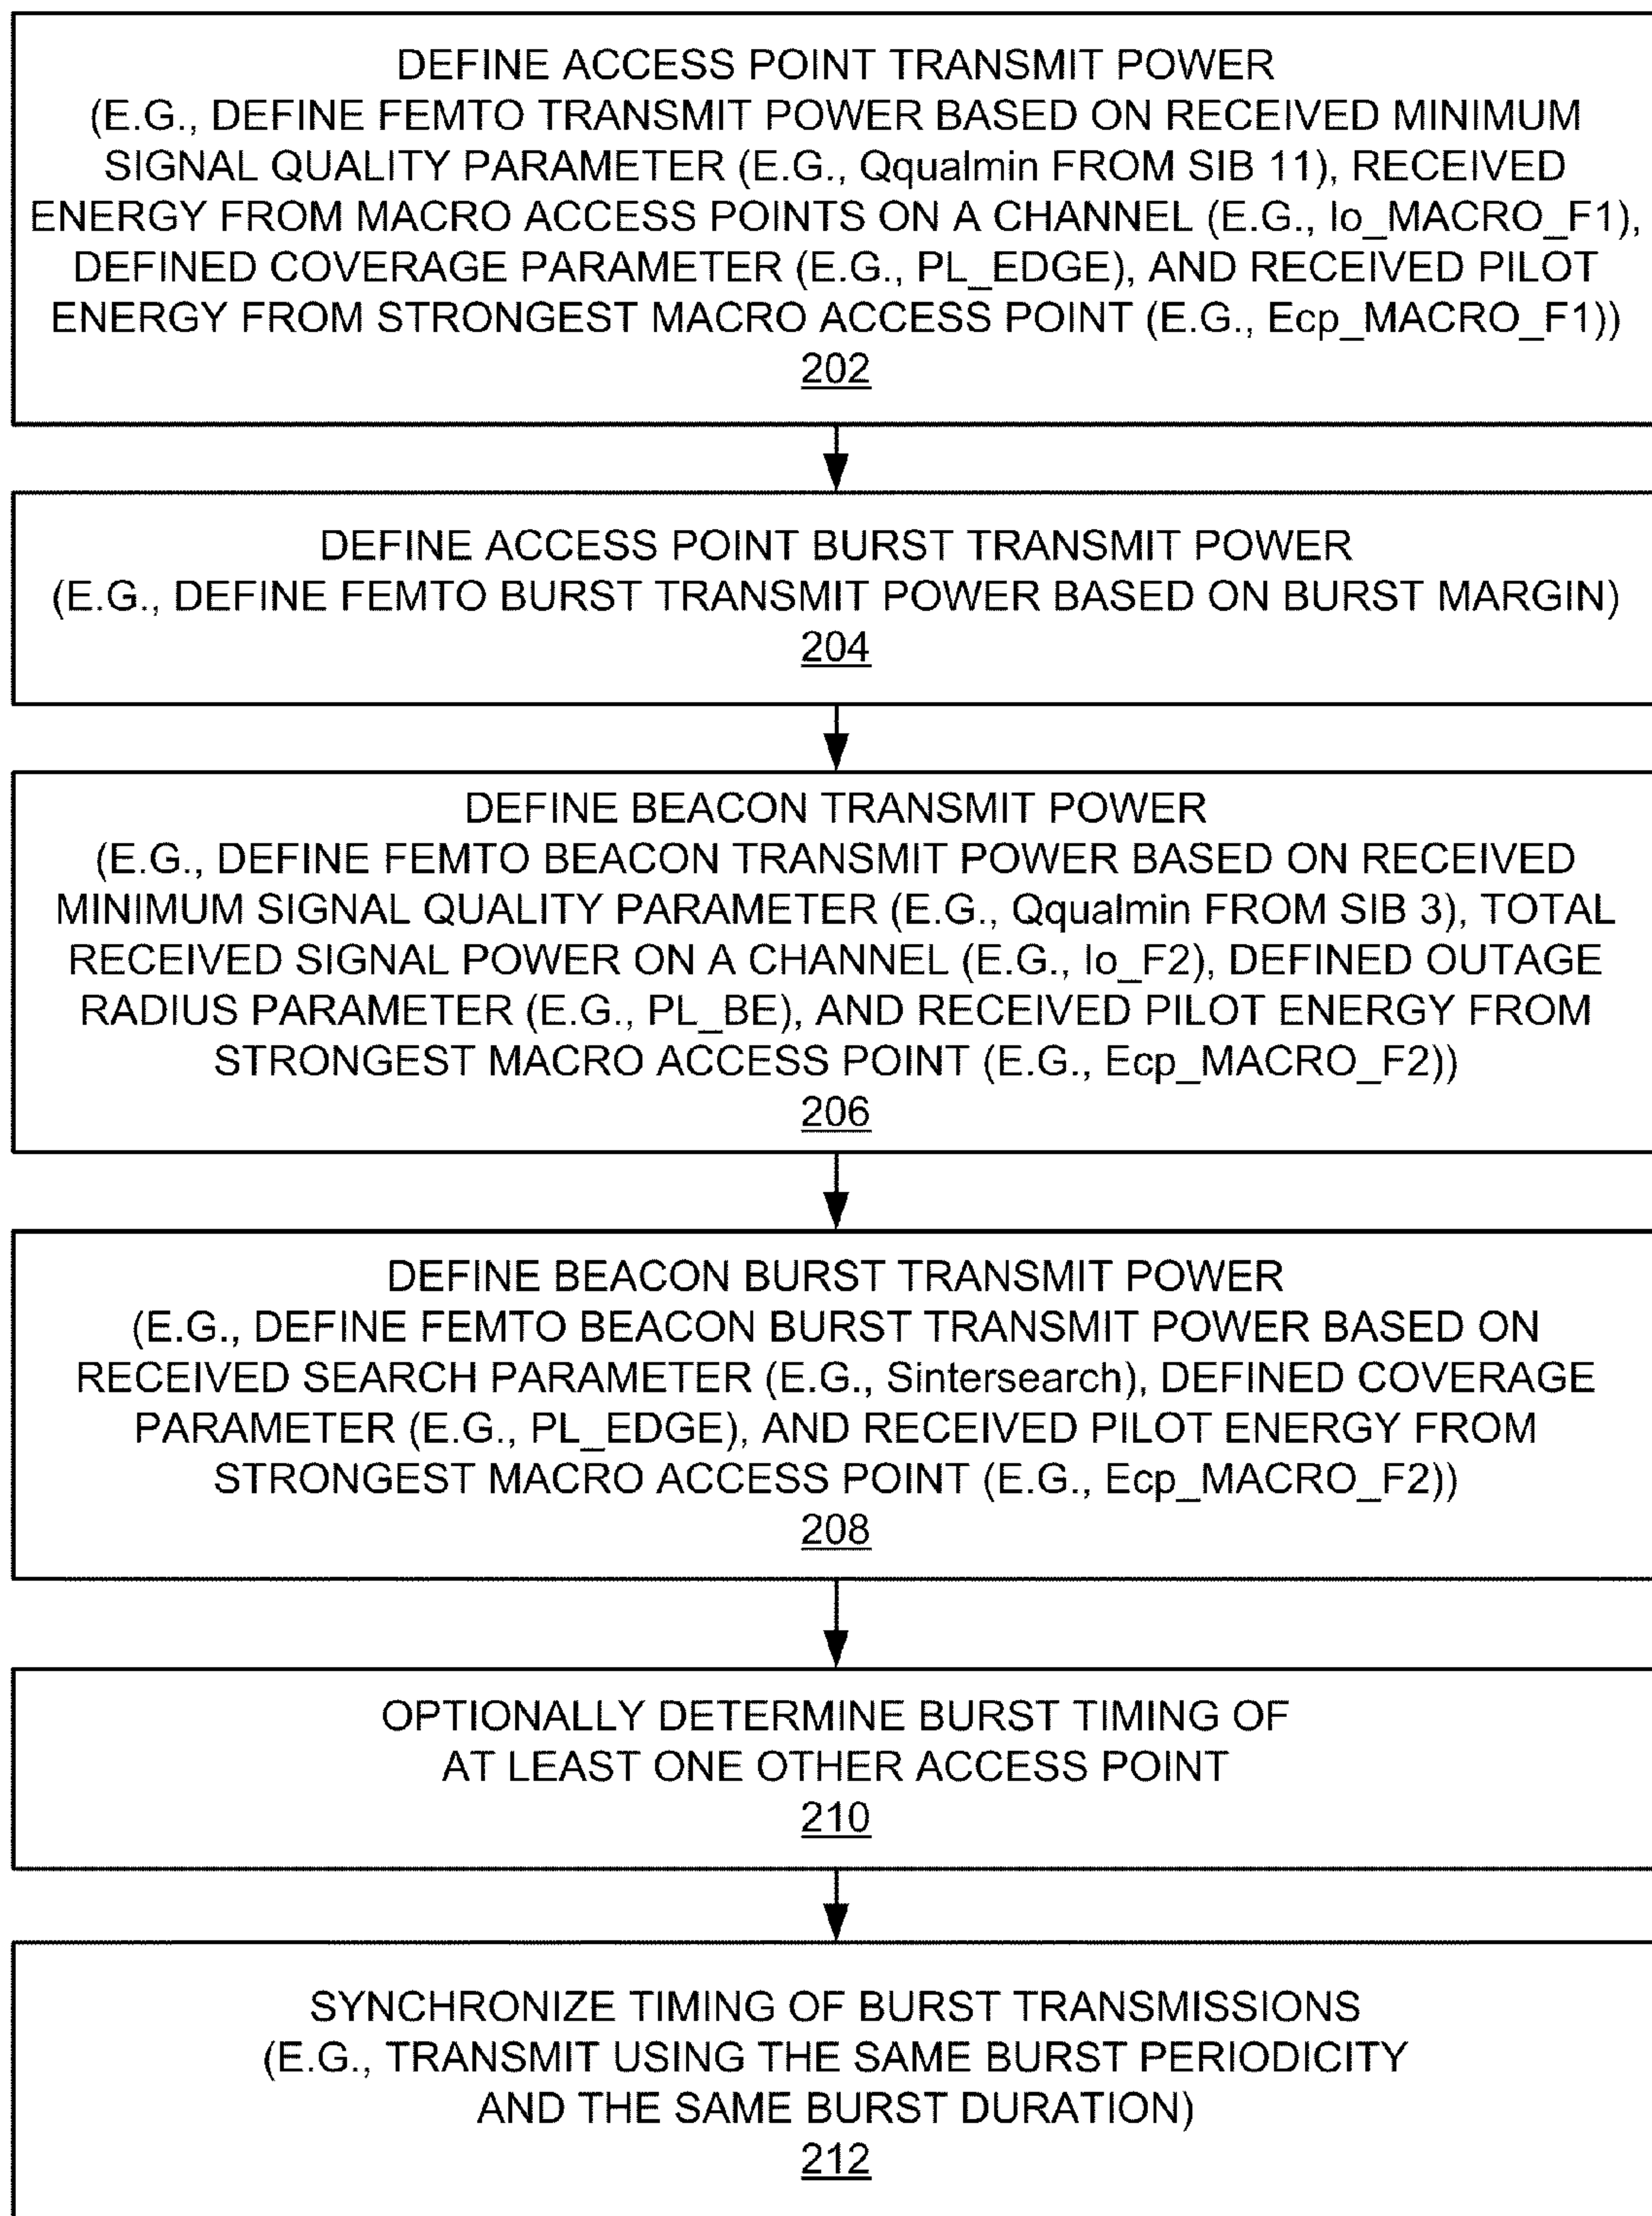 DEFINE ACCESS POINT TRANSMIT POWER
(E.G., DEFINE FEMTO TRANSMIT POWER BASED ON RECEIVED MINIMUM
SIGNAL QUALITY PARAMETER (E.G., Qqualmin FROM SIB 11), RECEIVED
ENERGY FROM MACRO ACCESS POINTS ON A CHANNEL (E.G., Io_MACRO_F1),
DEFINED COVERAGE PARAMETER (E.G., PL_EDGE), AND RECEIVED PILOT
ENERGY FROM STRONGEST MACRO ACCESS POINT (E.G., Ecp_MACRO_F1))
202
DEFINE ACCESS POINT BURST TRANSMIT POWER
(E.G., DEFINE FEMTO BURST TRANSMIT POWER BASED ON BURST MARGIN)
204
DEFINE BEACON TRANSMIT POWER
(E.G., DEFINE FEMTO BEACON TRANSMIT POWER BASED ON RECEIVED
MINIMUM SIGNAL QUALITY PARAMETER (E.G., Qqualmin FROM SIB 3), TOTAL
RECEIVED SIGNAL POWER ON A CHANNEL (E.G., Io_F2), DEFINED OUTAGE
RADIUS PARAMETER (E.G., PL_BE), AND RECEIVED PILOT ENERGY FROM
STRONGEST MACRO ACCESS POINT (E.G., Ecp_MACRO_F2))
206
DEFINE BEACON BURST TRANSMIT POWER
(E.G., DEFINE FEMTO BEACON BURST TRANSMIT POWER BASED ON
RECEIVED SEARCH PARAMETER (E.G., Sintersearch), DEFINED COVERAGE
PARAMETER (E.G., PL_EDGE), AND RECEIVED PILOT ENERGY FROM
STRONGEST MACRO ACCESS POINT (E.G., Ecp_MACRO_F2))
208
OPTIONALLY DETERMINE BURST TIMING OF
AT LEAST ONE OTHER ACCESS POINT
210
SYNCHRONIZE TIMING OF BURST TRANSMISSIONS
(E.G., TRANSMIT USING THE SAME BURST PERIODICITY
AND THE SAME BURST DURATION)
212